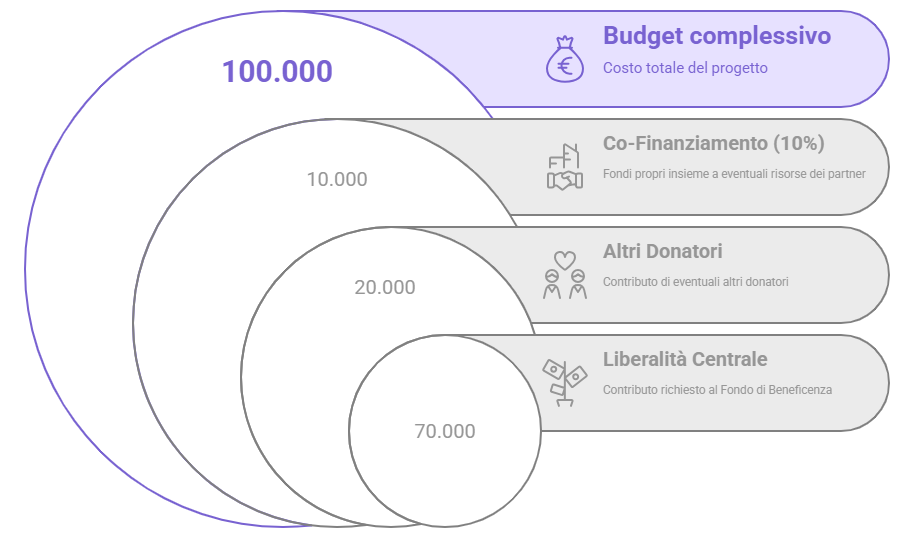 100.000
Budget complessivo
Costo totale del progetto
10.000
Co-Finanziamento (10%)
Fondi propri insieme a eventuali risorse dei partner
20.000
Altri Donatori
Contributo di eventuali altri donatori
70.000
Liberalità Centrale
Contributo richiesto al Fondo di Beneficenza